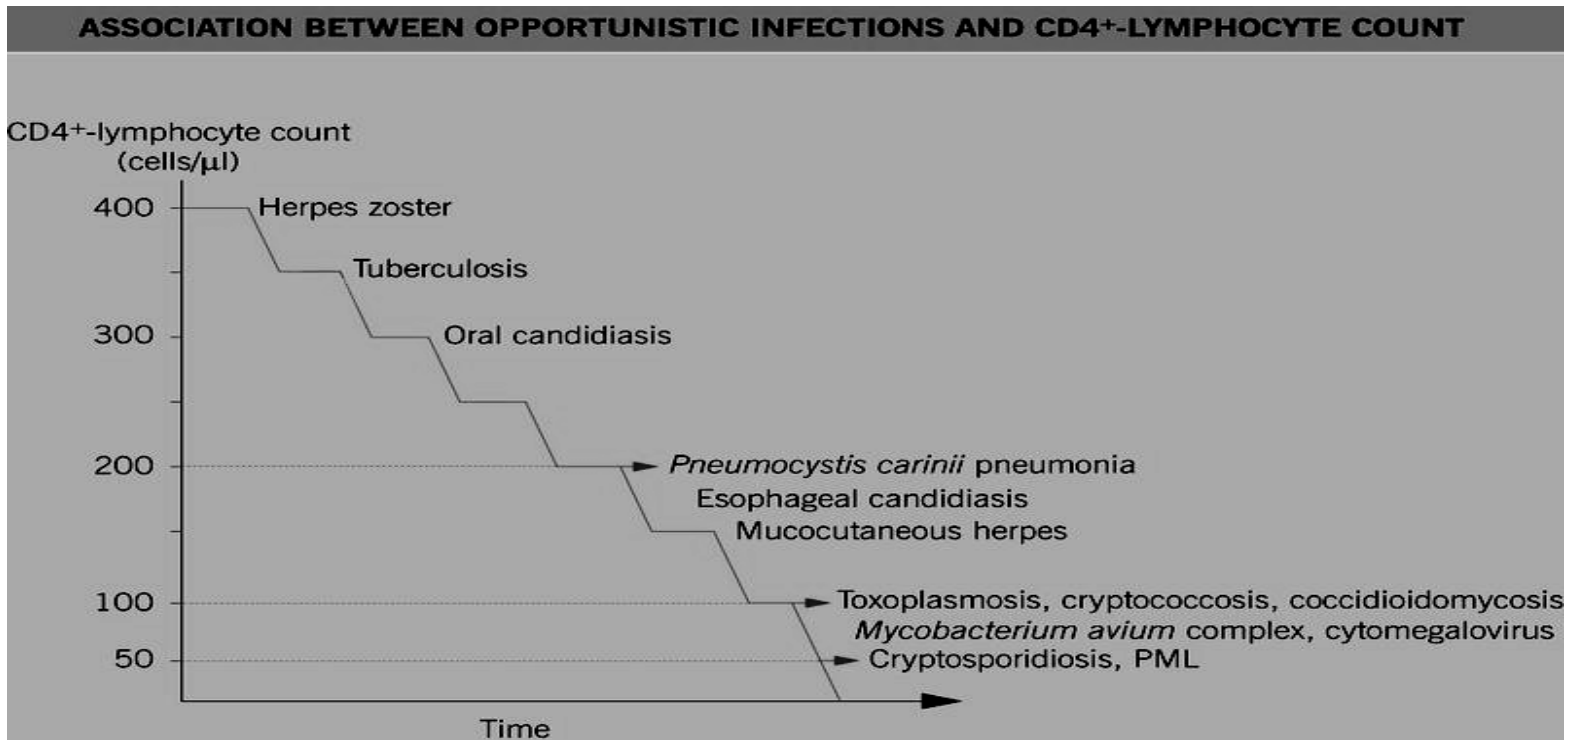 ASSOCIATION BETWEEN OPPORTUNISTIC INFECTIONS AND CD4⁺-LYMPHOCYTE COUNT
CD4⁺-lymphocyte count
(cells/μl)
400
Herpes zoster
Tuberculosis
300
Oral candidiasis
200
Pneumocystis carinii pneumonia
Esophageal candidiasis
Mucocutaneous herpes
100
Toxoplasmosis, cryptococcosis, coccidioidomycosis
Mycobacterium avium complex, cytomegalovirus
50
Cryptosporidiosis, PML
Time